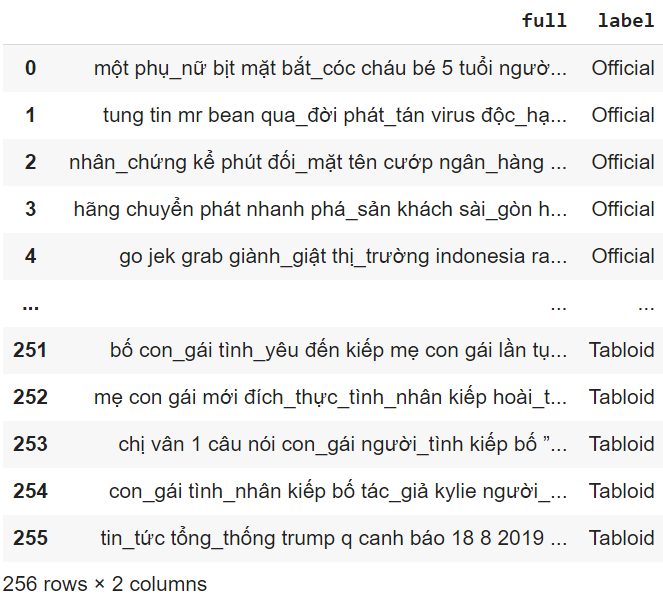 full label
0 một phụ_nữ bịt mặt bắt_cóc cháu bé 5 tuổi ngườ... Official
1 tung tin mr bean qua_đời phát_tán virus độc_hạ... Official
2 nhân_chứng kể phút đối_mặt tên cướp ngân_hàng ... Official
3 hãng chuyển phát nhanh phá_sản khách sài_gòn h... Official
4 go jek grab giành_giật thị_trường indonesia ra... Official
... ... ...
251 bố con_gái tình_yêu đến kiếp mẹ con gái lần tụ... Tabloid
252 mẹ con gái mới đích_thực_tình_nhân kiếp hoài_t... Tabloid
253 chị vân 1 câu nói con_gái người_tình kiếp bố ”... Tabloid
254 con_gái tình_nhân kiếp bố tác_giả kylie người_... Tabloid
255 tin_tức tổng_thống trump q canh báo 18 8 2019 ... Tabloid
256 rows × 2 columns